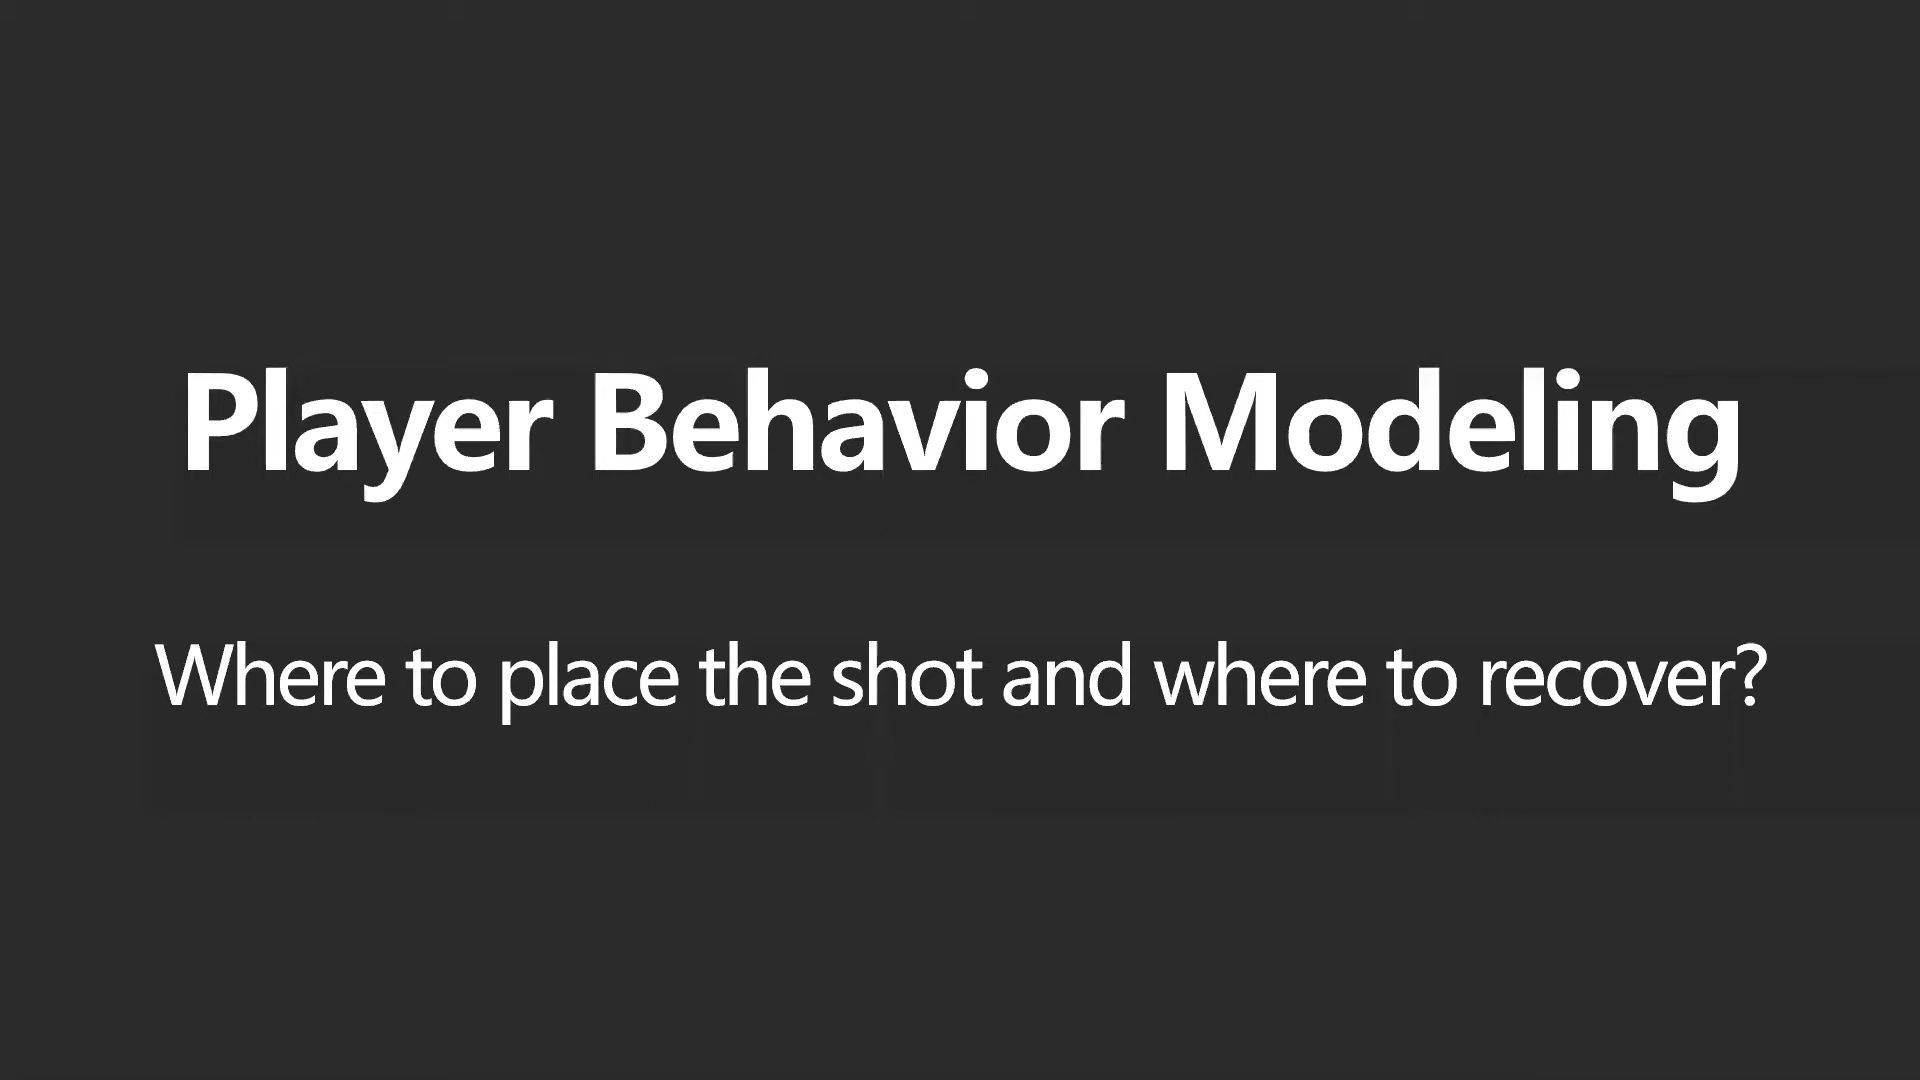 Player Behavior Modeling
Where to place the shot and where to recover?